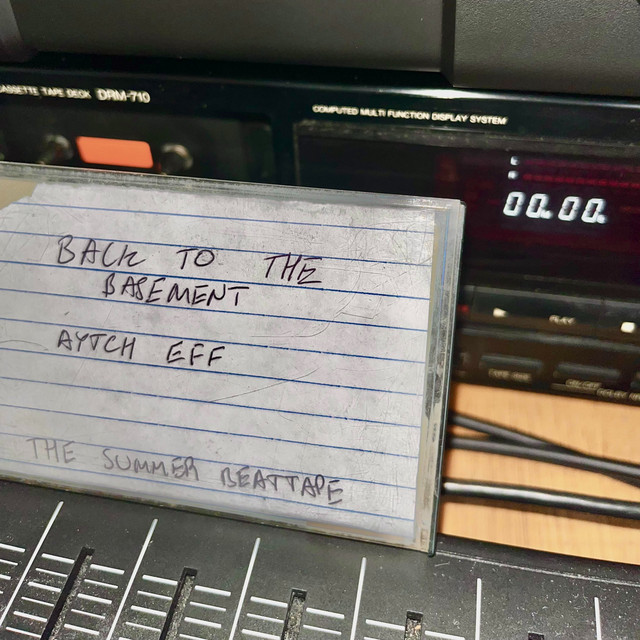 CASSETTE TAPE DECK DRM-710
COMPUTED MULTI FUNCTION DISPLAY SYSTEM
00.00.
BACK TO THE
BASEMENT
AYTCH EFF
THE SUMMER BEATTAPE
PLAY